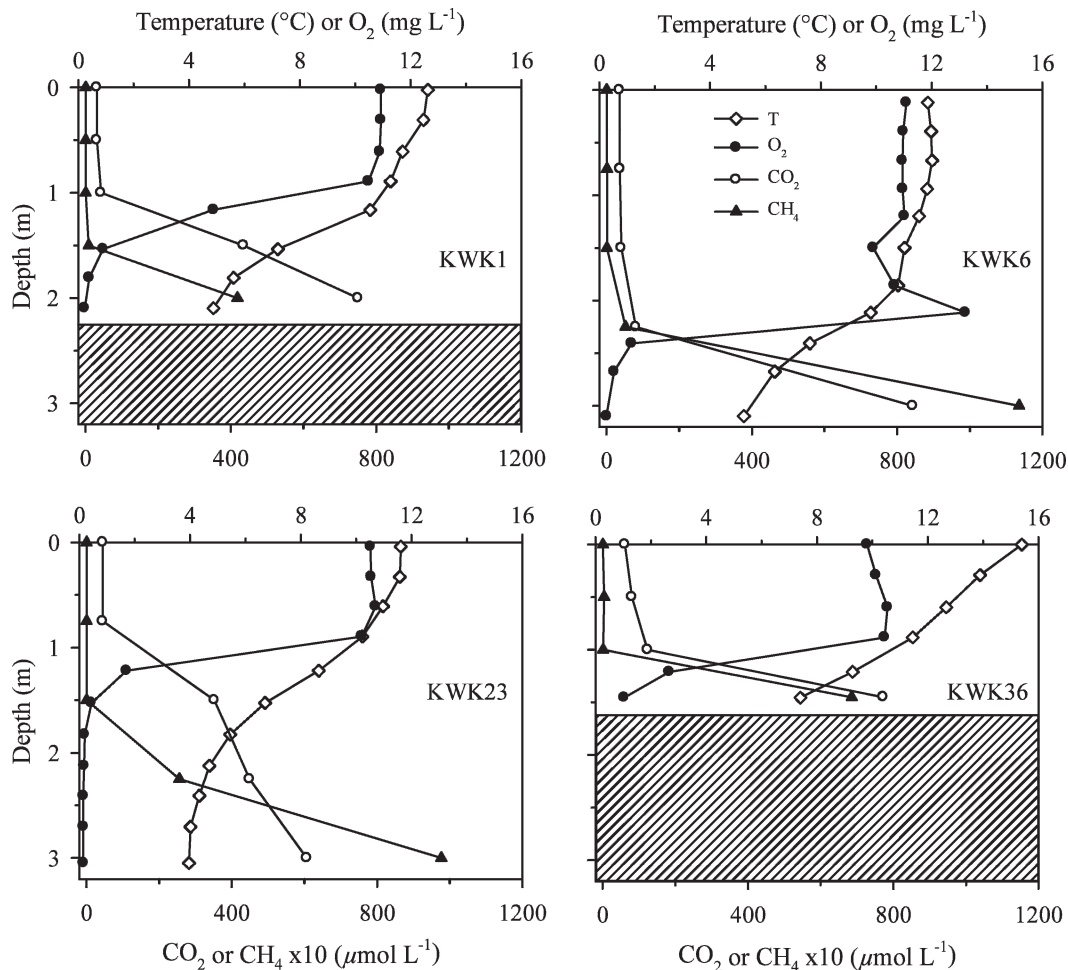 Temperature (°C) or O₂ (mg L⁻¹)
Temperature (°C) or O₂ (mg L⁻¹)
0 4 8 12 16
0 4 8 12 16
0
1
2
3
Depth (m)
KWK1
T
O₂
CO₂
CH₄
KWK6
0 400 800 1200
0 400 800 1200
0 4 8 12 16
0 4 8 12 16
0
1
2
3
Depth (m)
KWK23
KWK36
0 400 800 1200
0 400 800 1200
CO₂ or CH₄ x10 (μmol L⁻¹)
CO₂ or CH₄ x10 (μmol L⁻¹)